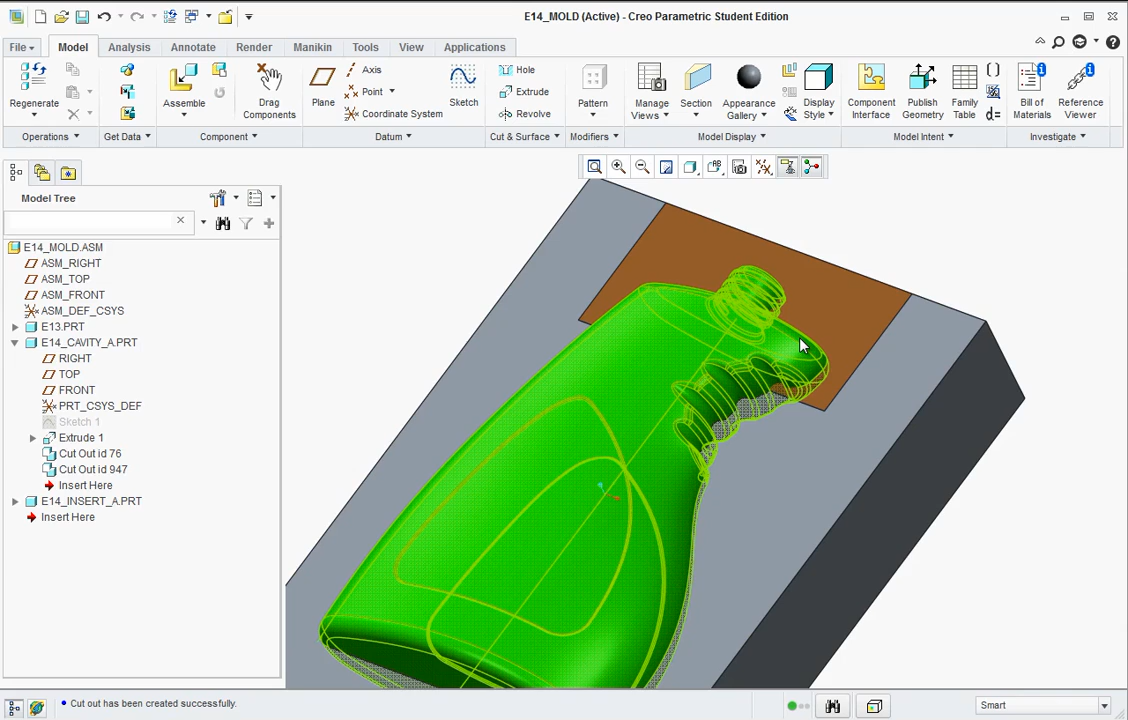 E14_MOLD (Active) - Creo Parametric Student Edition
File Model Analysis Annotate Render Manikin Tools View Applications
Regenerate
Assemble
Drag
Components
Plane
Axis
Point
Coordinate System
Sketch
Hole
Extrude
Revolve
Pattern
Manage
Views
Section
Appearance
Gallery
Display
Style
Component
Interface
Publish
Geometry
Family
Table
d=
Bill of
Materials
Reference
Viewer
Operations Get Data Component Datum Cut & Surface Modifiers Model Display Model Intent Investigate
Model Tree
E14_MOLD.ASM
ASM_RIGHT
ASM_TOP
ASM_FRONT
ASM_DEF_CSYS
E13.PRT
E14_CAVITY_A.PRT
RIGHT
TOP
FRONT
PRT_CSYS_DEF
Sketch 1
Extrude 1
Cut Out id 76
Cut Out id 947
Insert Here
E14_INSERT_A.PRT
Insert Here
Cut out has been created successfully.
Smart